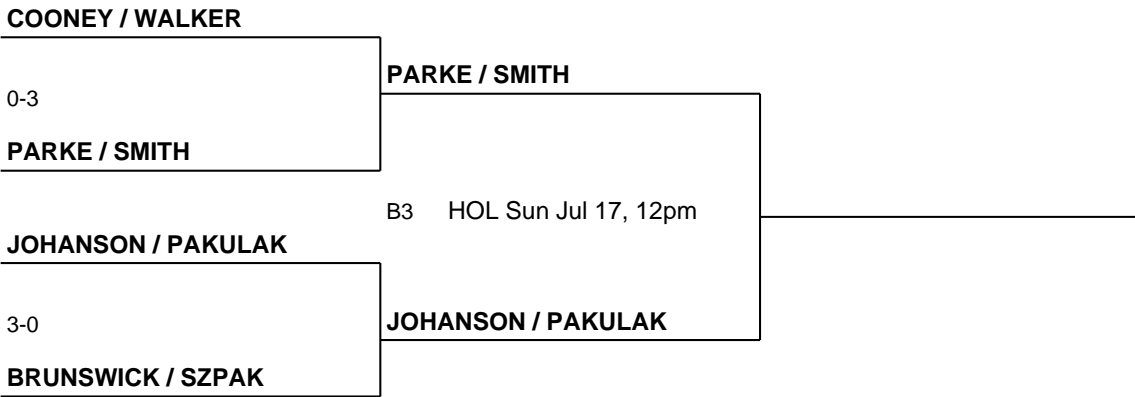 COONEY / WALKER
PARKE / SMITH
0-3
PARKE / SMITH
B3 HOL Sun Jul 17, 12pm
JOHANSON / PAKULAK
3-0
JOHANSON / PAKULAK
BRUNSWICK / SZPAK